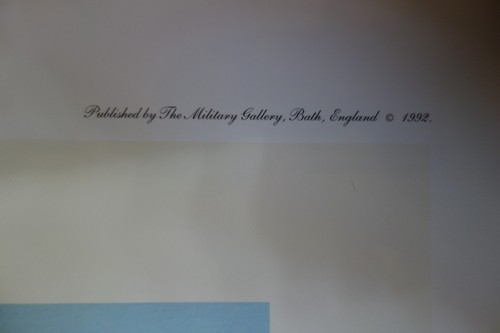 Published by The Military Gallery, Bath, England © 1992.